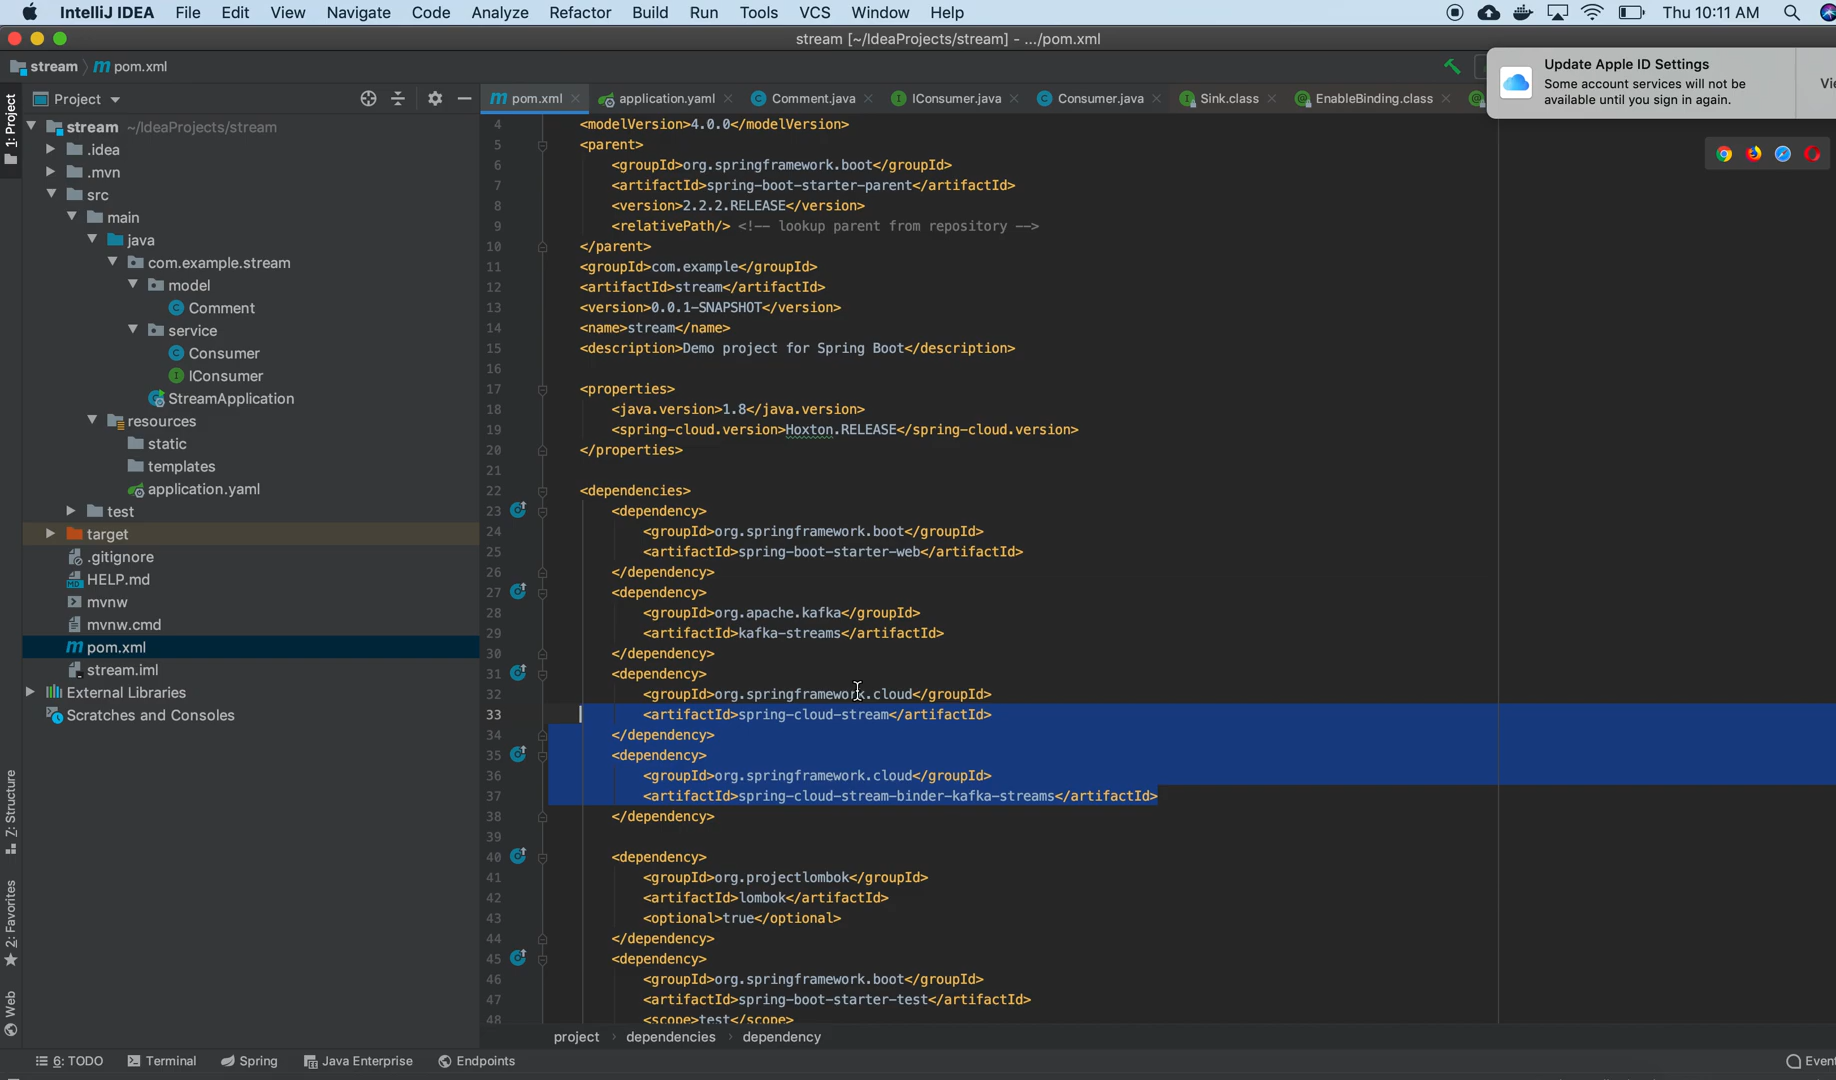 IntelliJ IDEA File Edit View Navigate Code Analyze Refactor Build Run Tools VCS Window Help Thu 10:11 AM
stream [~/IdeaProjects/stream] - .../pom.xml
stream pom.xml
Update Apple ID Settings
Some account services will not be
available until you sign in again.
Project
pom.xml application.yaml Comment.java IConsumer.java Consumer.java Sink.class EnableBinding.class
1: Project
stream ~/IdeaProjects/stream
.idea
.mvn
src
main
java
com.example.stream
model
Comment
service
Consumer
IConsumer
StreamApplication
resources
static
templates
application.yaml
test
target
.gitignore
HELP.md
mvnw
mvnw.cmd
pom.xml
stream.iml
External Libraries
Scratches and Consoles
Z: Structure
2: Favorites
Web
4 <modelVersion>4.0.0</modelVersion>
5 <parent>
6 <groupId>org.springframework.boot</groupId>
7 <artifactId>spring-boot-starter-parent</artifactId>
8 <version>2.2.2.RELEASE</version>
9 <relativePath/> <!-- lookup parent from repository -->
10 </parent>
11 <groupId>com.example</groupId>
12 <artifactId>stream</artifactId>
13 <version>0.0.1-SNAPSHOT</version>
14 <name>stream</name>
15 <description>Demo project for Spring Boot</description>
16
17 <properties>
18 <java.version>1.8</java.version>
19 <spring-cloud.version>Hoxton.RELEASE</spring-cloud.version>
20 </properties>
21
22 <dependencies>
23 <dependency>
24 <groupId>org.springframework.boot</groupId>
25 <artifactId>spring-boot-starter-web</artifactId>
26 </dependency>
27 <dependency>
28 <groupId>org.apache.kafka</groupId>
29 <artifactId>kafka-streams</artifactId>
30 </dependency>
31 <dependency>
32 <groupId>org.springframework.cloud</groupId>
33 <artifactId>spring-cloud-stream</artifactId>
34 </dependency>
35 <dependency>
36 <groupId>org.springframework.cloud</groupId>
37 <artifactId>spring-cloud-stream-binder-kafka-streams</artifactId>
38 </dependency>
39
40 <dependency>
41 <groupId>org.projectlombok</groupId>
42 <artifactId>lombok</artifactId>
43 <optional>true</optional>
44 </dependency>
45 <dependency>
46 <groupId>org.springframework.boot</groupId>
47 <artifactId>spring-boot-starter-test</artifactId>
48 <scope>test</scope>
project dependencies dependency
6: TODO Terminal Spring Java Enterprise Endpoints